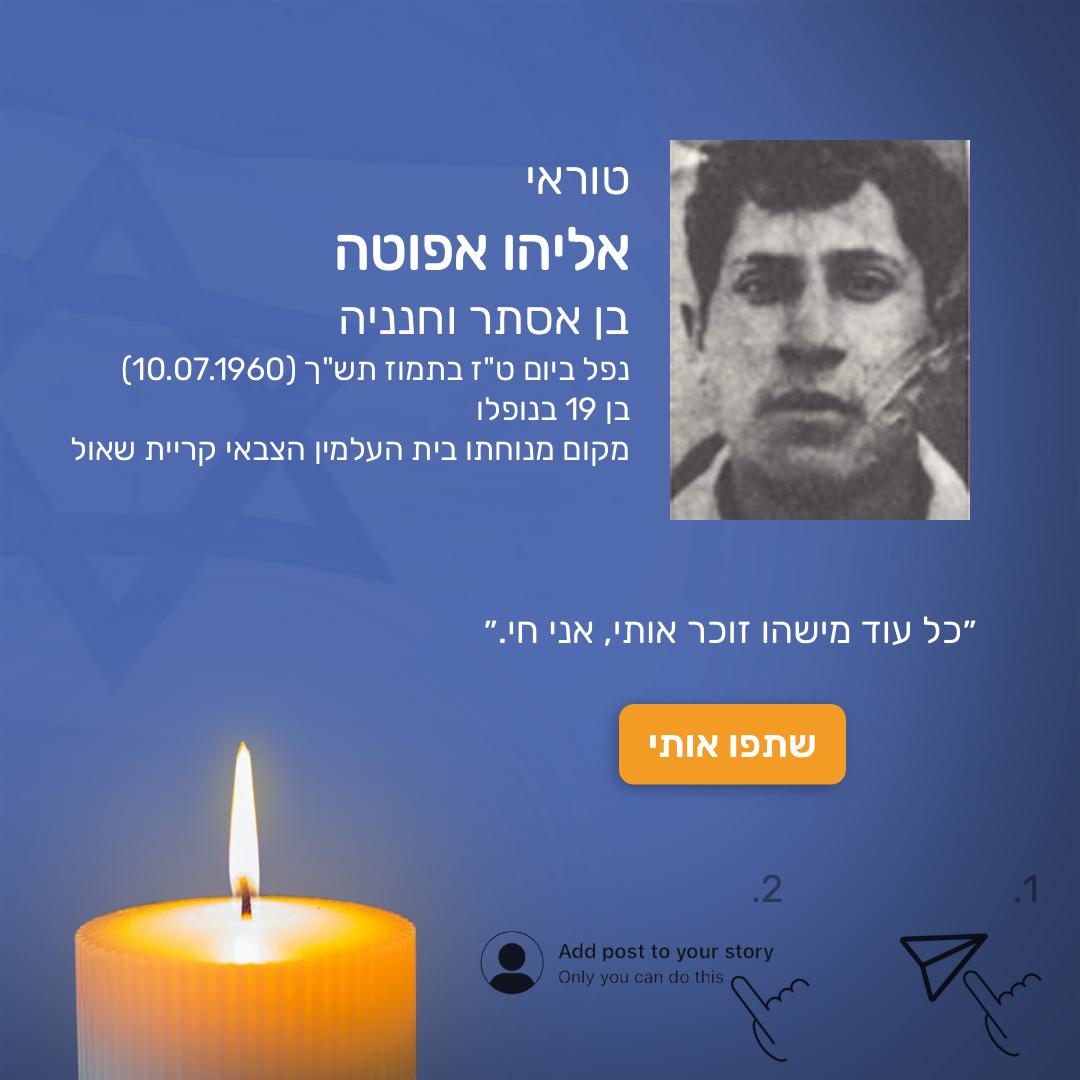 טוראי
אליהו אפוטה
בן אסתר וחנניה
נפל ביום ט"ז בתמוז תש"ך (10.07.1960)
בן 19 בנופלו
מקום מנוחתו בית העלמין הצבאי קריית שאול
״כל עוד מישהו זוכר אותי, אני חי.״
שתפו אותי
.1
.2
Add post to your story
Only you can do this